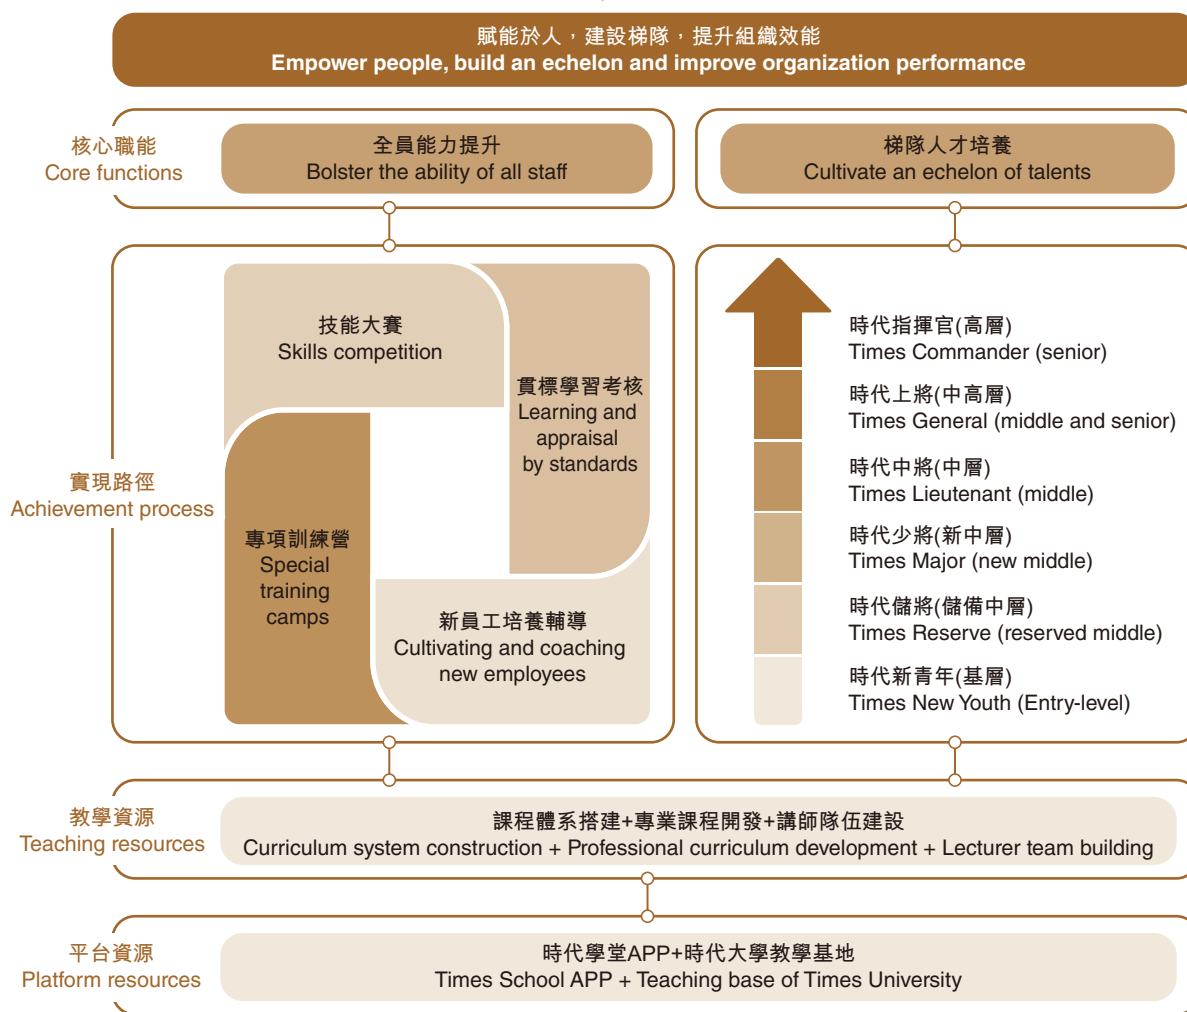 賦能於人，建設梯隊，提升組織效能
Empower people, build an echelon and improve organization performance
核心職能
Core functions
全員能力提升
Bolster the ability of all staff
梯隊人才培養
Cultivate an echelon of talents
實現路徑
Achievement process
技能大賽
Skills competition
貫標學習考核
Learning and
appraisal
by standards
專項訓練營
Special
training
camps
新員工培養輔導
Cultivating and coaching
new employees
時代指揮官(高層)
Times Commander (senior)
時代上將(中高層)
Times General (middle and senior)
時代中將(中層)
Times Lieutenant (middle)
時代少將(新中層)
Times Major (new middle)
時代儲將(儲備中層)
Times Reserve (reserved middle)
時代新青年(基層)
Times New Youth (Entry-level)
教學資源
Teaching resources
課程體系搭建+專業課程開發+講師隊伍建設
Curriculum system construction + Professional curriculum development + Lecturer team building
平台資源
Platform resources
時代學堂APP+時代大學教學基地
Times School APP + Teaching base of Times University